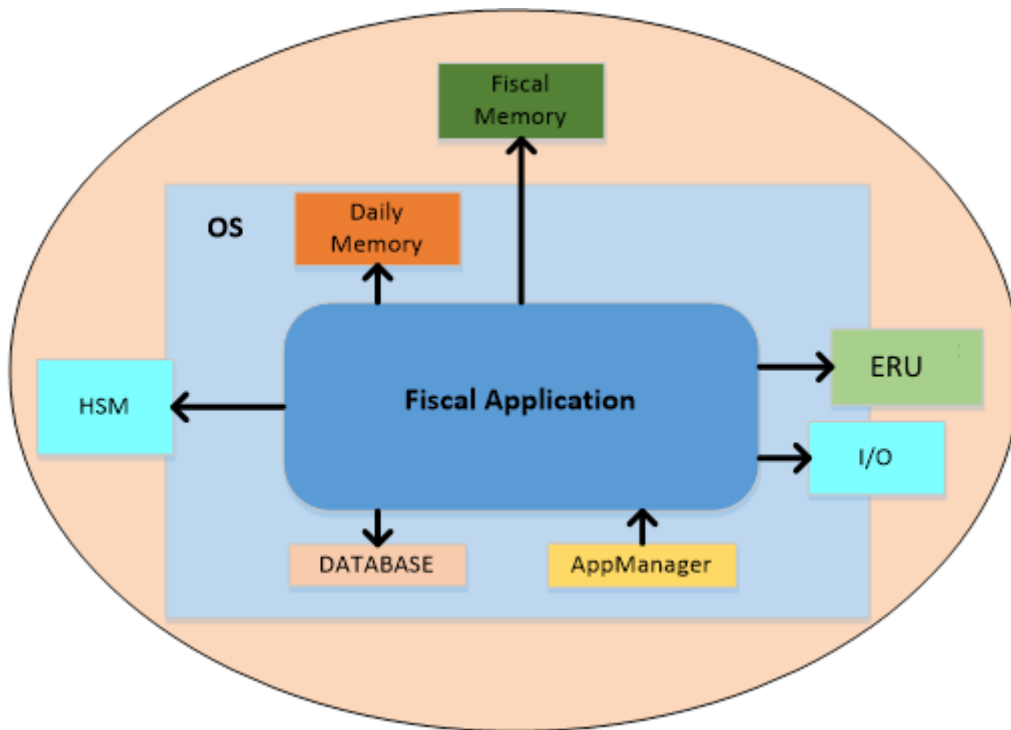 Fiscal
Memory
OS
Daily
Memory
HSM
Fiscal Application
ERU
I/O
DATABASE
AppManager